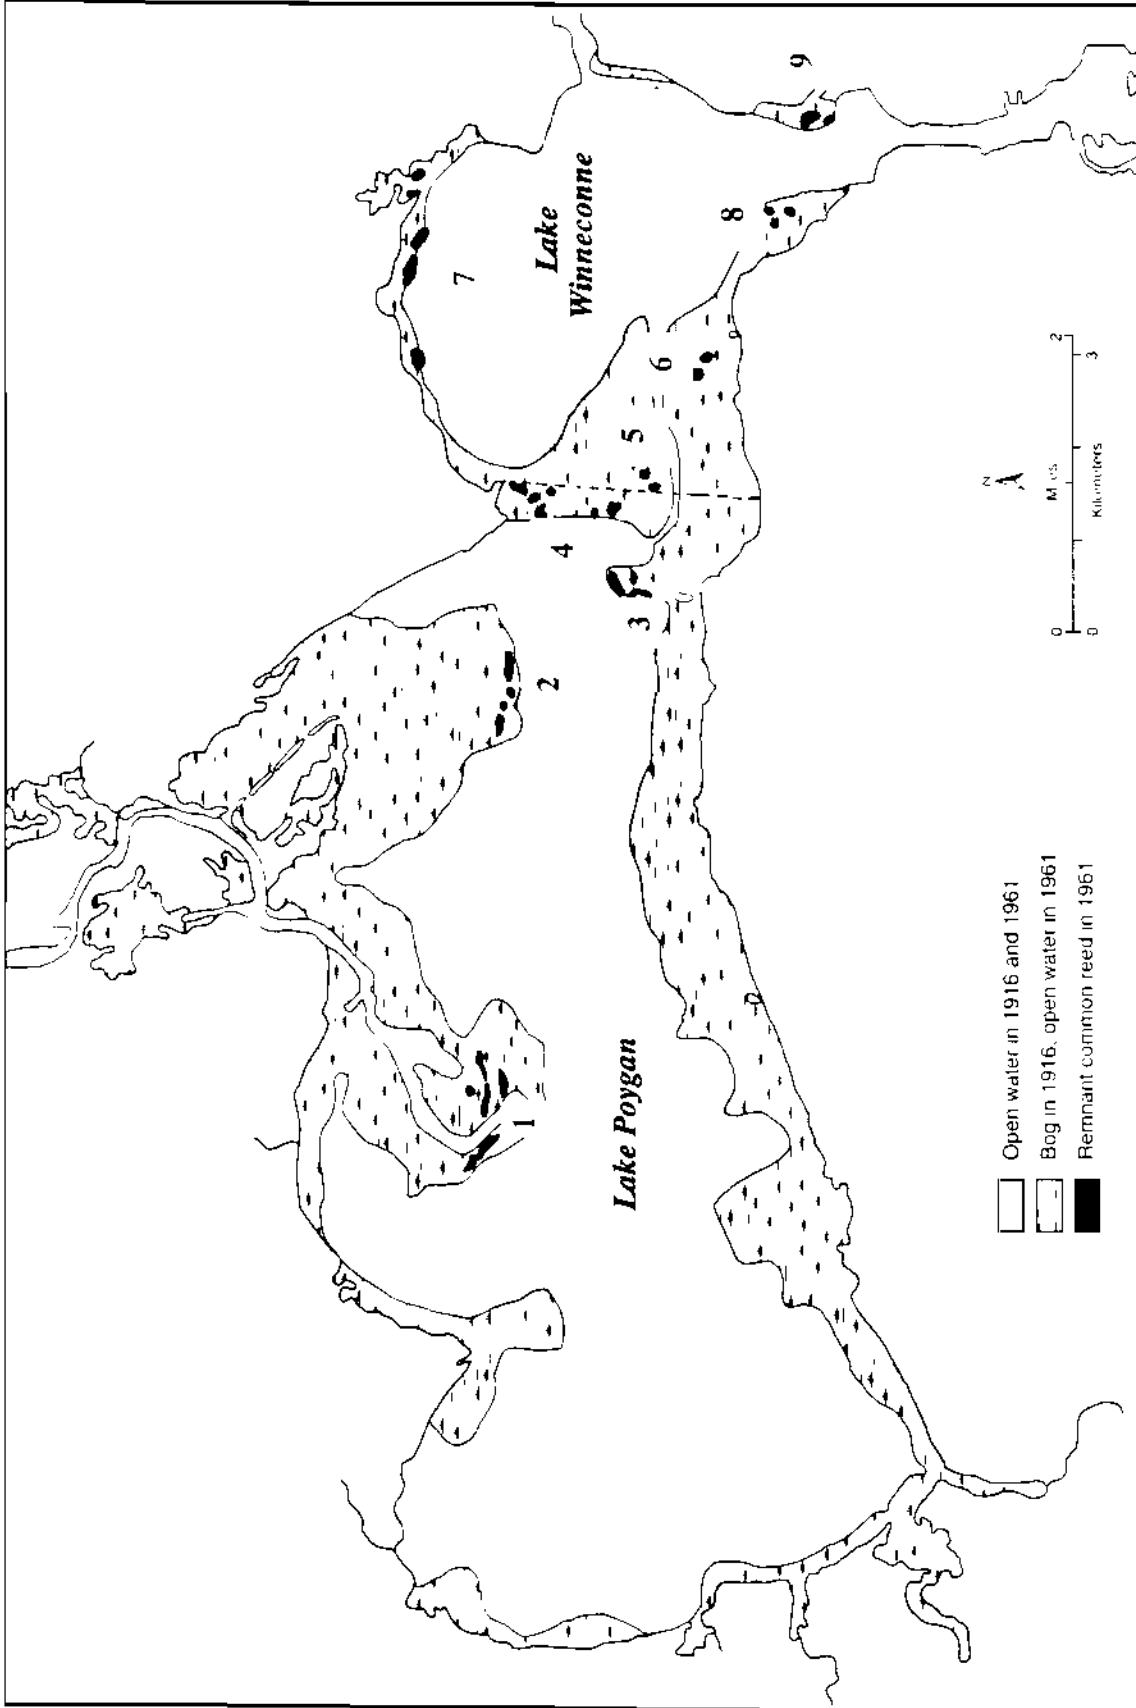 1
2
3
4
5
6
7
8
9
Lake Poygan
Lake
Winneconne
Open water in 1916 and 1961
Bog in 1916, open water in 1961
Remnant common reed in 1961
N
0 2
Miles
0 3
Kilometers